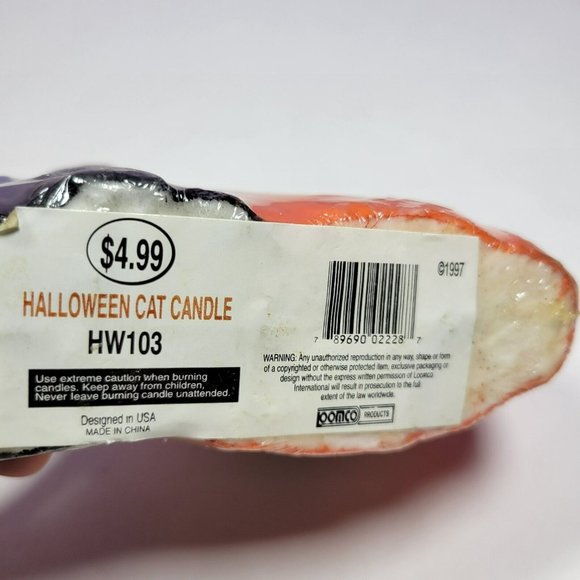 $4.99
HALLOWEEN CAT CANDLE
HW103
Use extreme caution when burning
candles. Keep away from children,
Never leave burning candle unattended.
Designed in USA
MADE IN CHINA
©1997
7 89690 02228 7
WARNING: Any unauthorized reproduction in any way, shape or form
of a copyrighted or otherwise protected item, exclusive packaging or
design without the express written permission of
International will result in prosecution to the full
extent of the law worldwide.
PRODUCTS